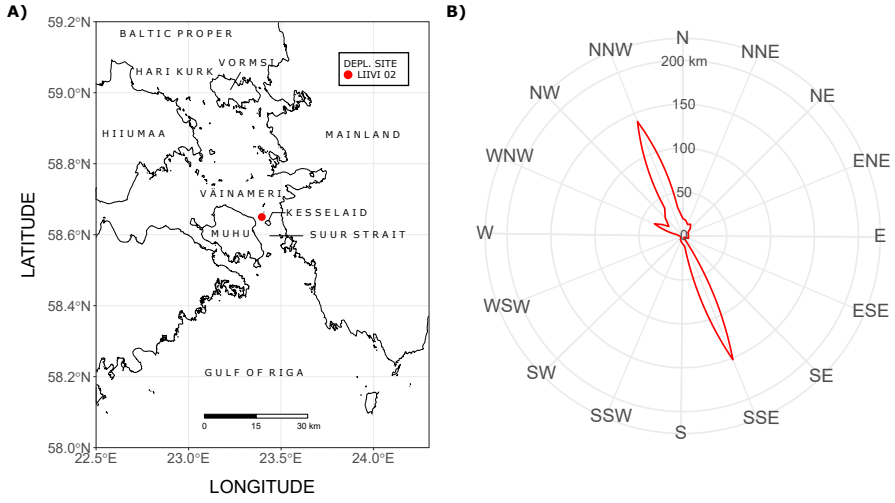 A)
B)
59.2°N
59.0°N
58.8°N
58.6°N
58.4°N
58.2°N
58.0°N
LATITUDE
22.5°E
23.0°E
23.5°E
24.0°E
LONGITUDE
BALTIC PROPER
VORMSI
HARI KURK
DEPL. SITE
LIIVI 02
HIIUMAA
MAINLAND
VÄINAMERI
KESSELAID
MUHU
SUUR STRAIT
GULF OF RIGA
0 15 30 km
N
NNE
NE
ENE
E
ESE
SE
SSE
S
SSW
SW
WSW
W
WNW
NW
NNW
200 km
150
100
50
0